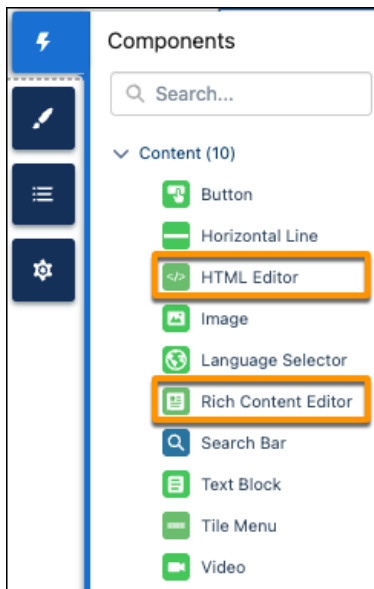 Components
Search...
Content (10)
Button
Horizontal Line
</> HTML Editor
Image
Language Selector
Rich Content Editor
Search Bar
Text Block
Tile Menu
Video